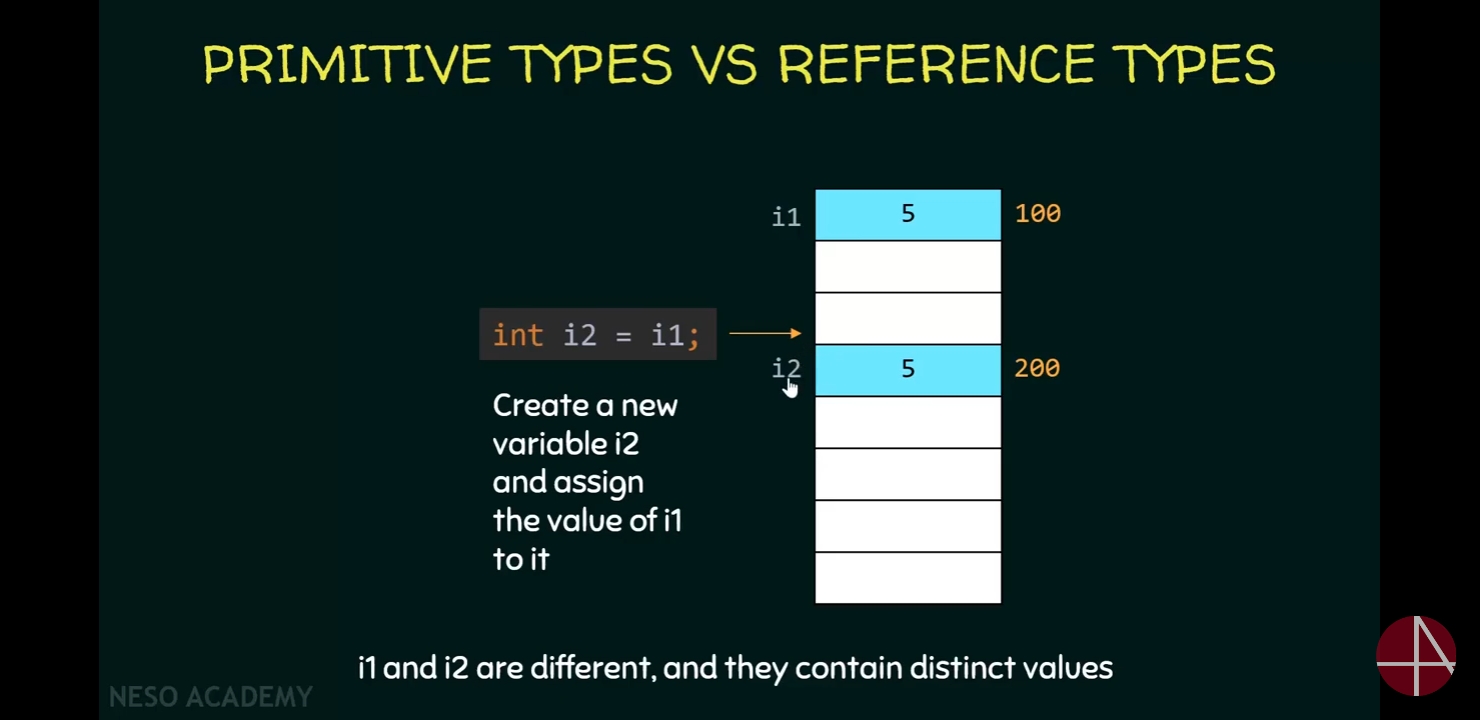 PRIMITIVE TYPES VS REFERENCE TYPES
i1 5 100
int i2 = i1;
i2 5 200
Create a new
variable i2
and assign
the value of i1
to it
i1 and i2 are different, and they contain distinct values
NESO ACADEMY